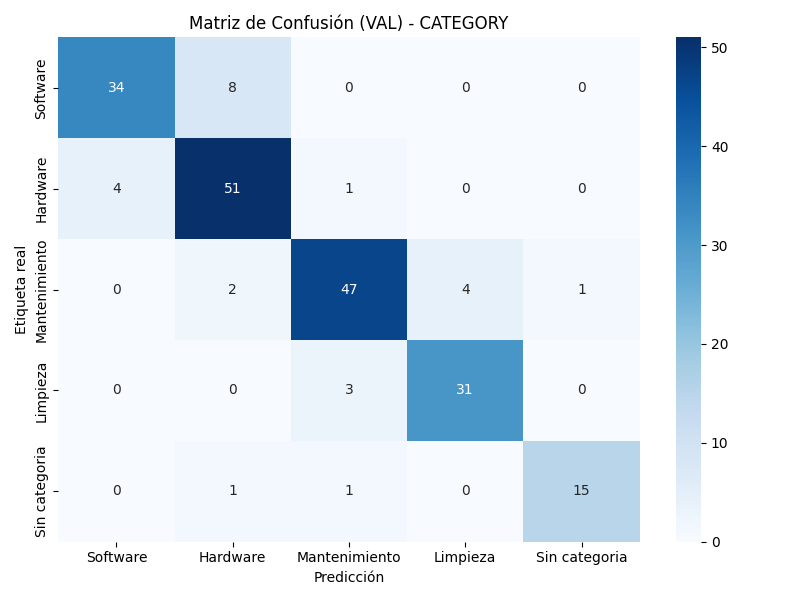 Matriz de Confusión (VAL) - CATEGORY
Etiqueta real
Software
34 8 0 0 0
Hardware
4 51 1 0 0
Mantenimiento
0 2 47 4 1
Limpieza
0 0 3 31 0
Sin categoria
0 1 1 0 15
Software Hardware Mantenimiento Limpieza Sin categoria
Predicción
50
40
30
20
10
0